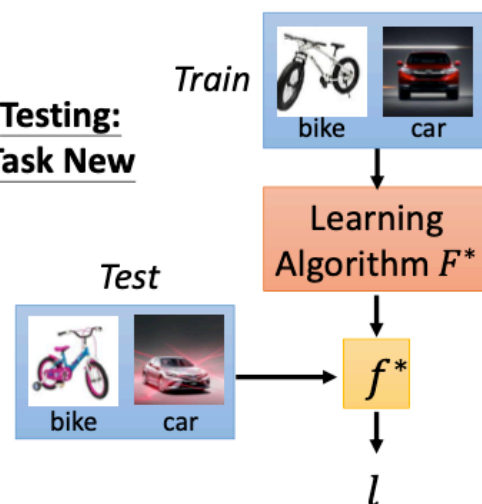 Train
bike car
Testing:
Task New
Learning
Algorithm F*
Test
bike car
f*
l